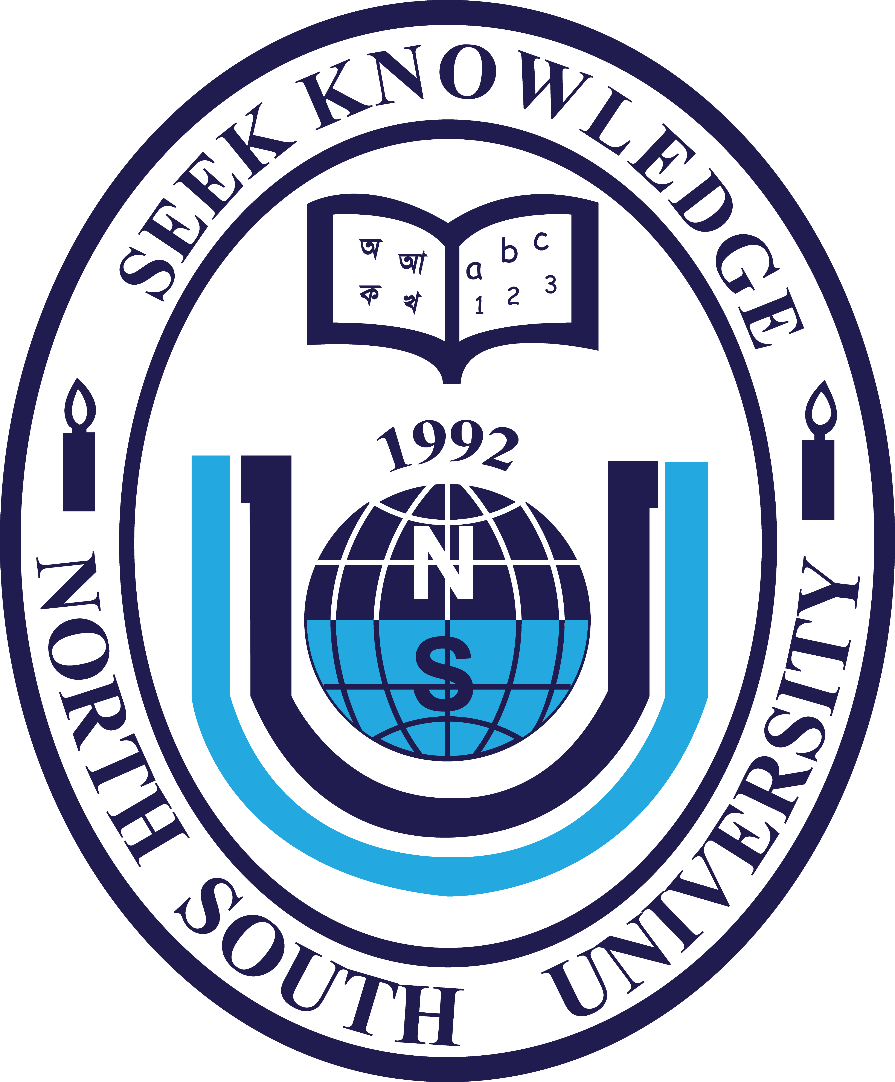 SEEK KNOWLEDGE
অ আ
ক খ
a b c
1 2 3
1992
N
S
NORTH SOUTH UNIVERSITY